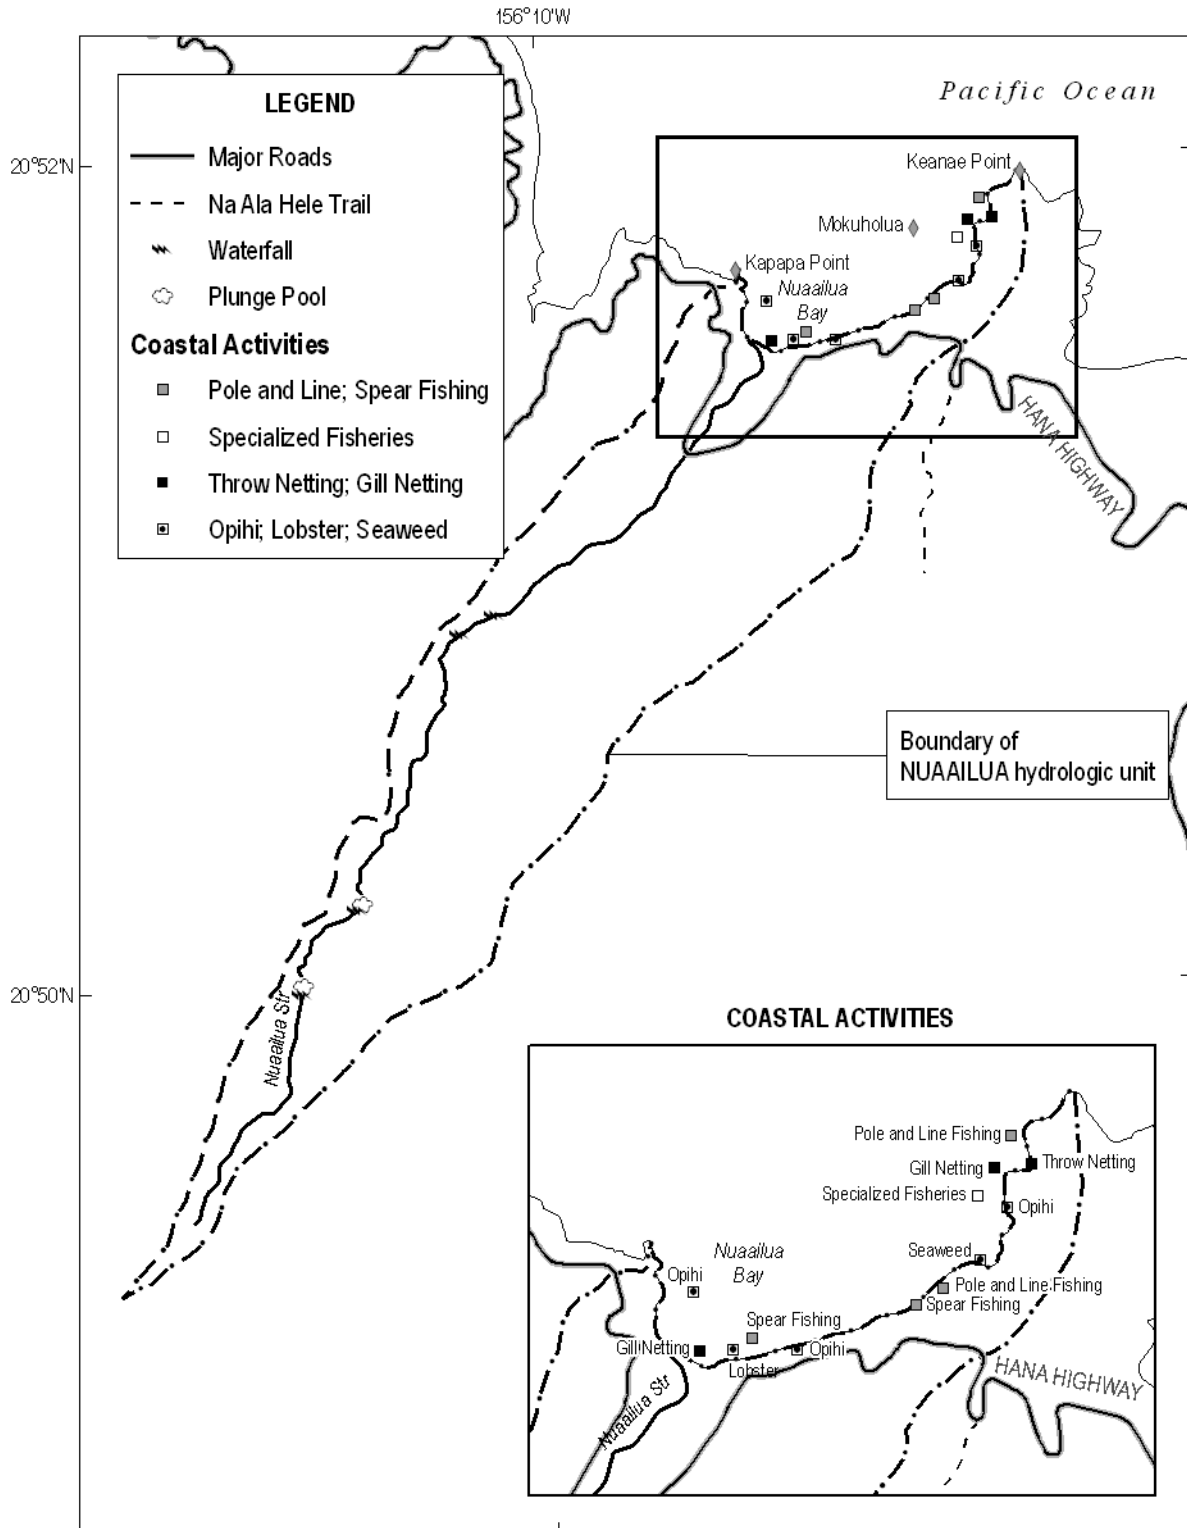 156°10'W
Pacific Ocean
LEGEND
Major Roads
Na Ala Hele Trail
Waterfall
Plunge Pool
Coastal Activities
Pole and Line; Spear Fishing
Specialized Fisheries
Throw Netting; Gill Netting
Opihi; Lobster; Seaweed
20°52'N
Keanae Point
Mokuholua
Kapapa Point
Nuaailua
Bay
HANA HIGHWAY
Boundary of
NUAAILUA hydrologic unit
20°50'N
Nuaailua Str
COASTAL ACTIVITIES
Pole and Line Fishing
Gill Netting
Throw Netting
Specialized Fisheries
Opihi
Seaweed
Nuaailua
Bay
Opihi
Pole and Line Fishing
Spear Fishing
Spear Fishing
Gill Netting
Opihi
Lobster
HANA HIGHWAY
Nuaailua Str